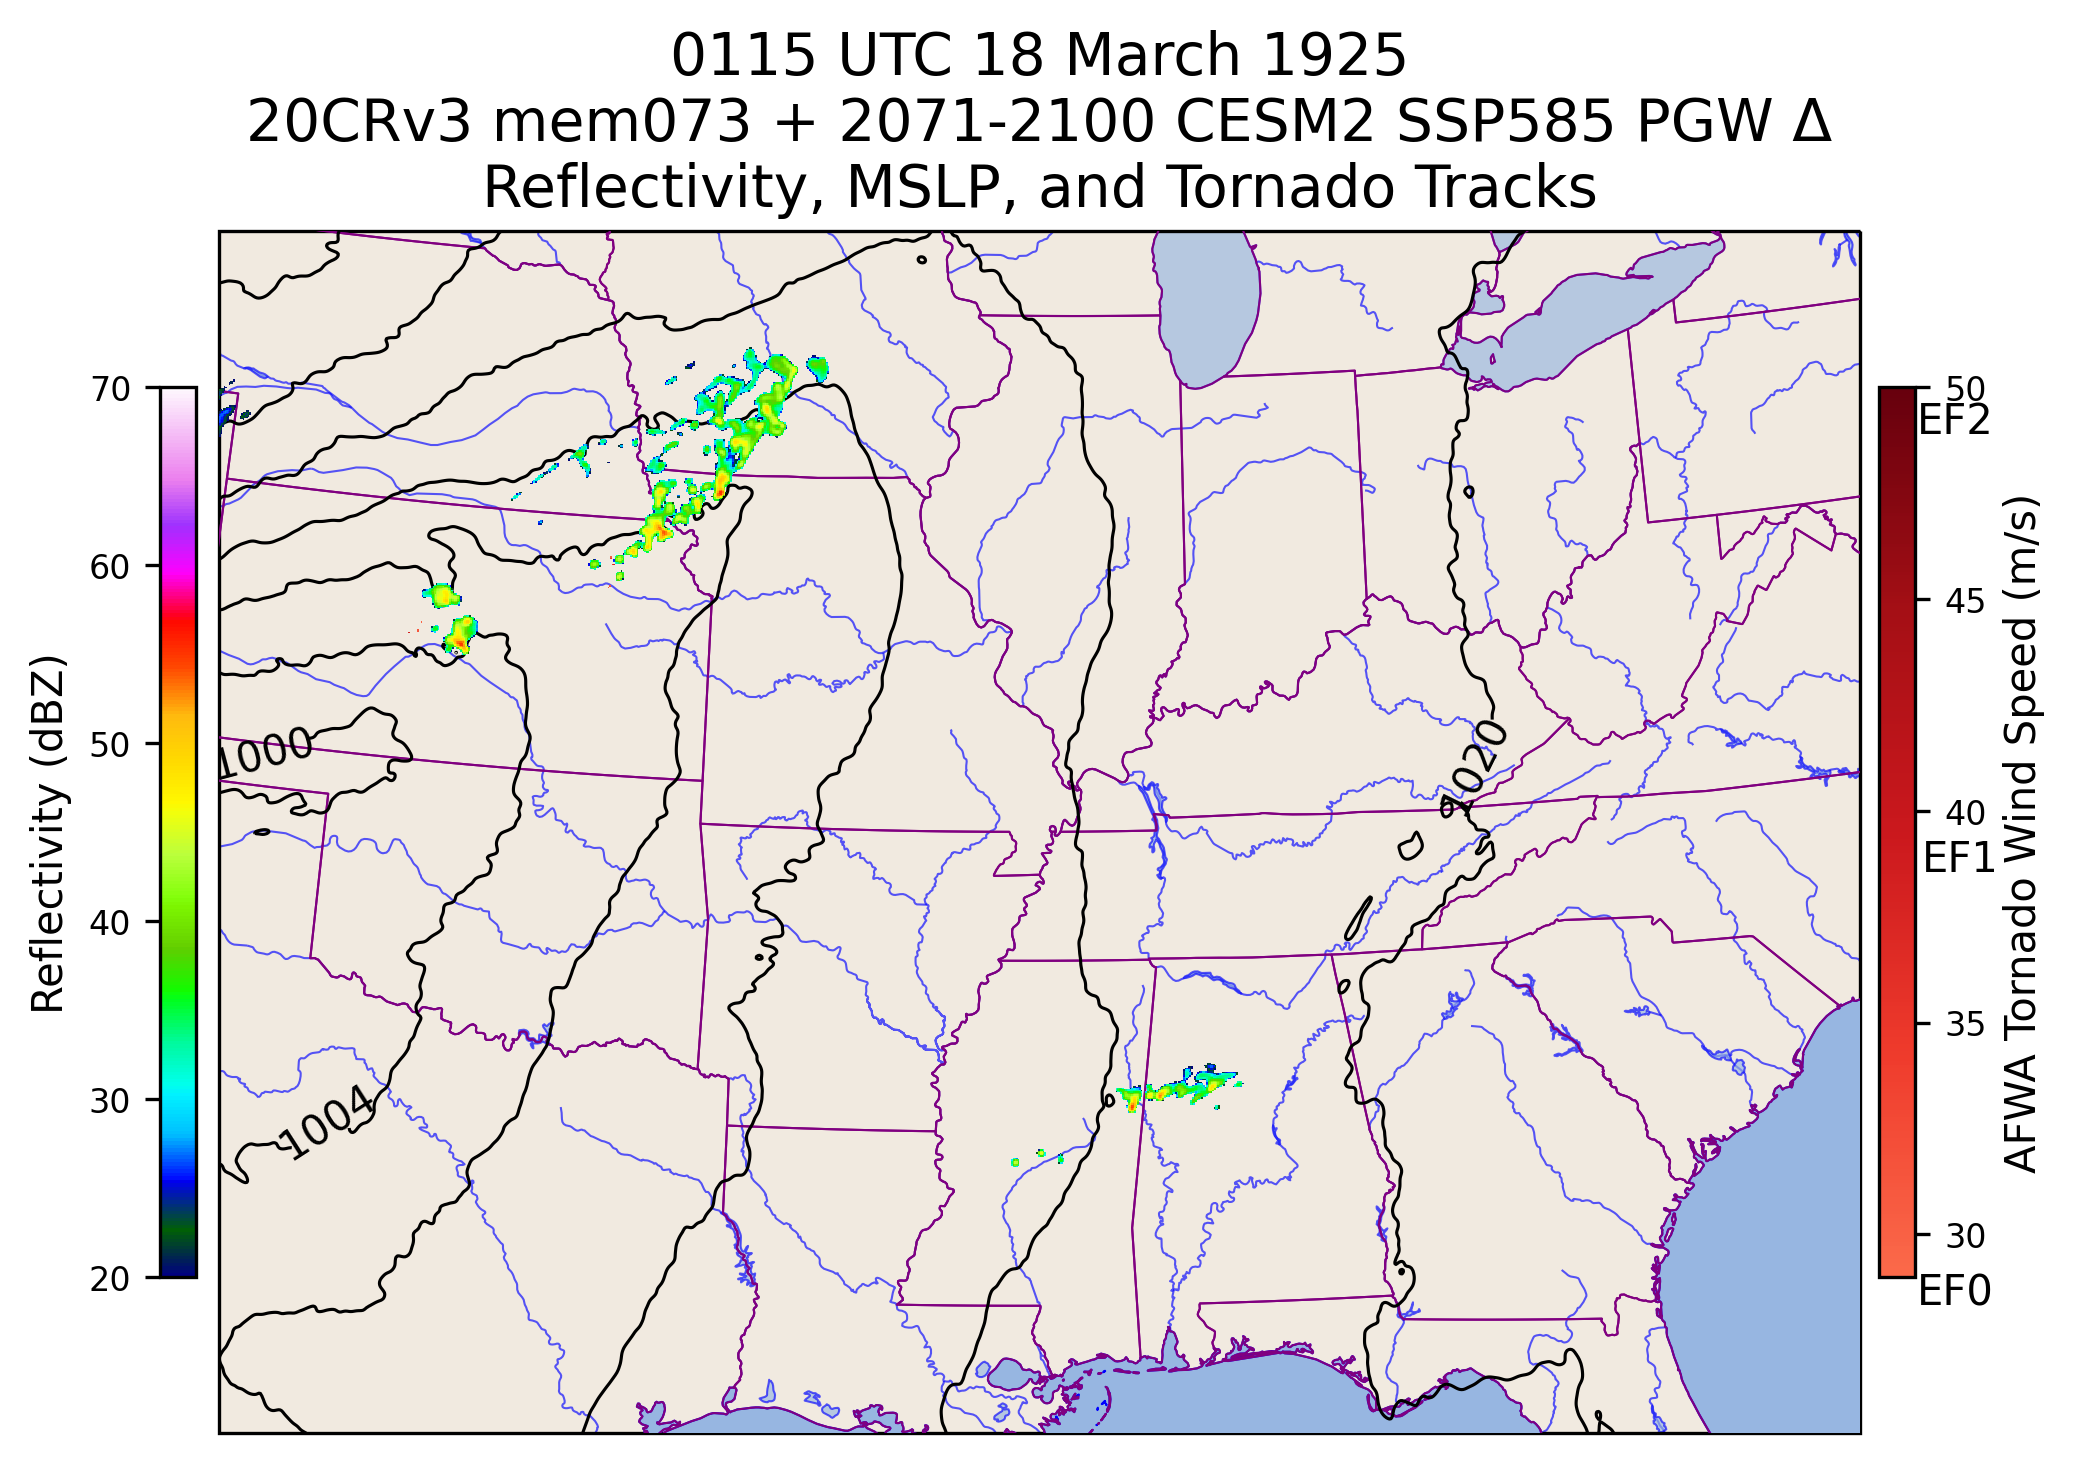 0115 UTC 18 March 1925
20CRv3 mem073 + 2071-2100 CESM2 SSP585 PGW Δ
Reflectivity, MSLP, and Tornado Tracks
70
60
50
40
30
20
Reflectivity (dBZ)
1000
1004
1020
50
EF2
45
40
EF1
35
30
EF0
AFWA Tornado Wind Speed (m/s)